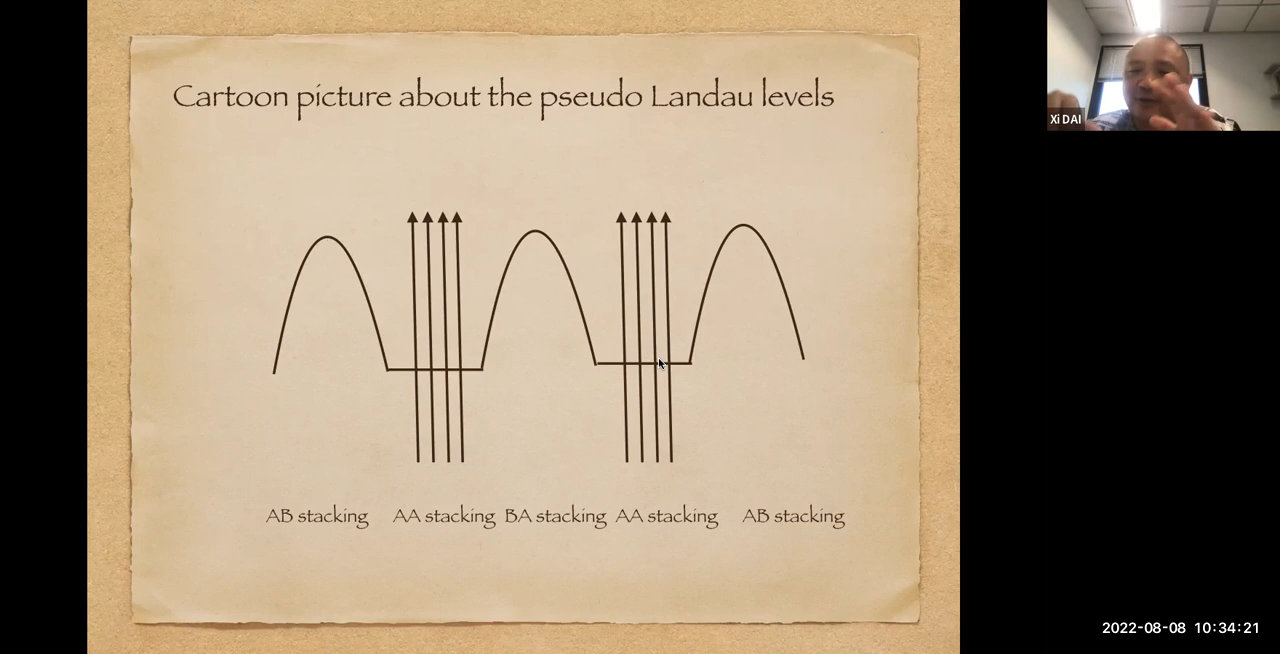 Cartoon picture about the pseudo Landau levels
Xi DAI
AB stacking AA stacking BA stacking AA stacking AB stacking
2022-08-08 10:34:21